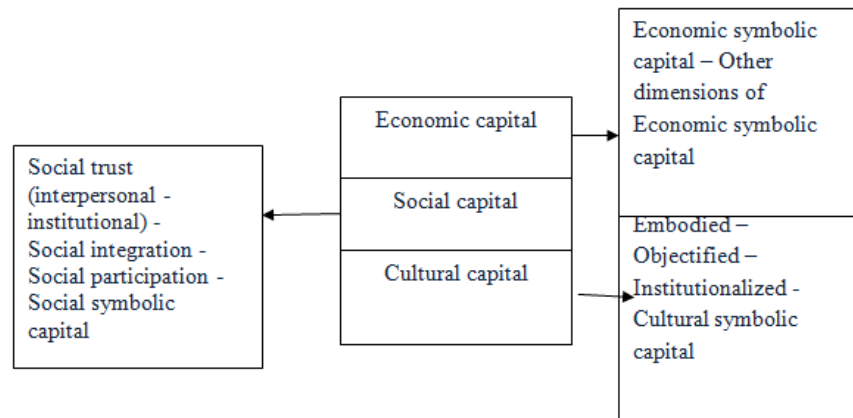 Economic symbolic
capital – Other
dimensions of
Economic symbolic
capital
Economic capital
Social trust
(interpersonal -
institutional) -
Social integration -
Social participation -
Social symbolic
capital
Social capital
Cultural capital
Embodied –
Objectified –
Institutionalized -
Cultural symbolic
capital